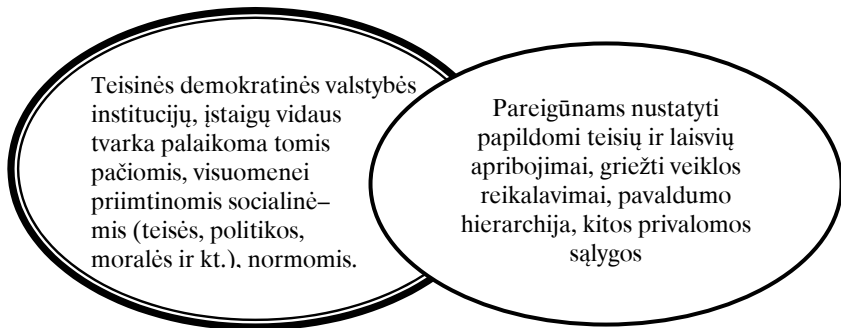 Teisinės demokratinės valstybės
institucijų, įstaigų vidaus
tvarka palaikoma tomis
pačiomis, visuomenei
priimtinomis socialinė–
mis (teisės, politikos,
moralės ir kt.), normomis.
Pareigūnams nustatyti
papildomi teisių ir laisvių
apribojimai, griežti veiklos
reikalavimai, pavaldumo
hierarchija, kitos privalomos
sąlygos